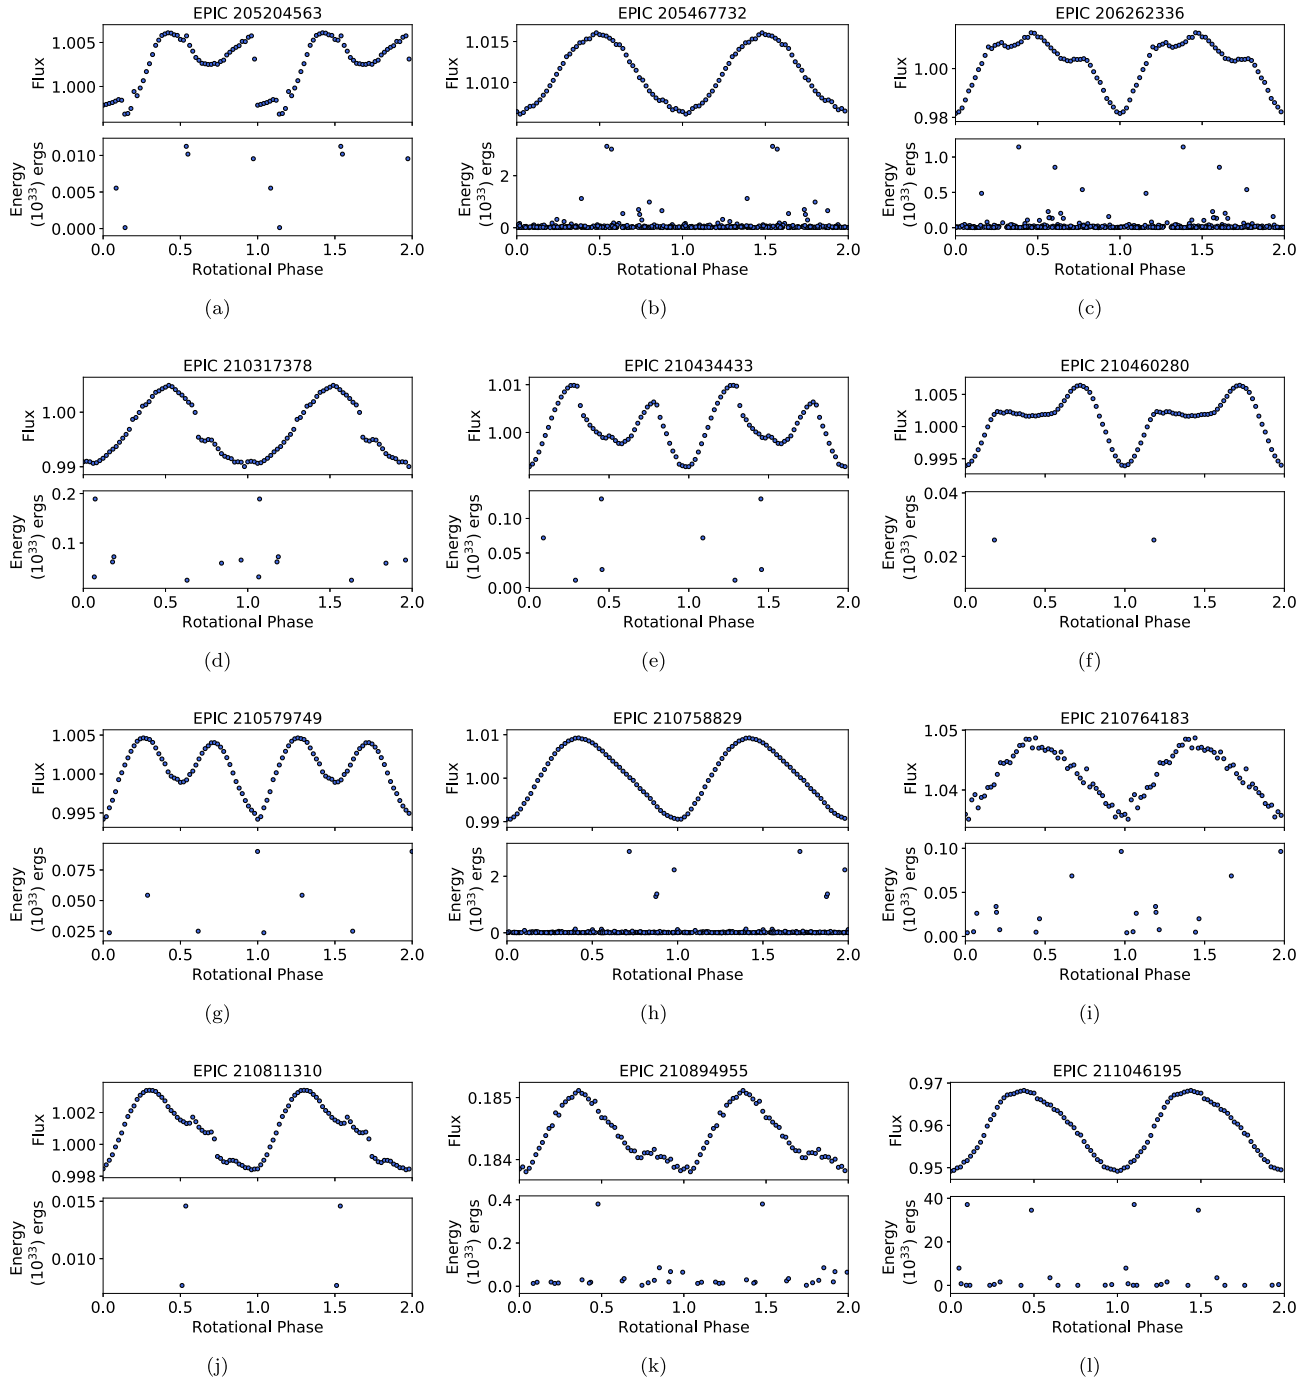 EPIC 205204563
EPIC 205467732
EPIC 206262336
Flux
1.005
1.000
Flux
1.015
1.010
Flux
1.00
0.98
Energy
(10^33) ergs
0.010
0.005
0.000
Energy
(10^33) ergs
2
0
Energy
(10^33) ergs
1.0
0.5
0.0
0.0 0.5 1.0 1.5 2.0
0.0 0.5 1.0 1.5 2.0
0.0 0.5 1.0 1.5 2.0
Rotational Phase
Rotational Phase
Rotational Phase
(a)
(b)
(c)
EPIC 210317378
EPIC 210434433
EPIC 210460280
Flux
1.00
0.99
Flux
1.01
1.00
Flux
1.005
1.000
0.995
Energy
(10^33) ergs
0.2
0.1
Energy
(10^33) ergs
0.10
0.05
0.00
Energy
(10^33) ergs
0.04
0.02
0.0 0.5 1.0 1.5 2.0
0.0 0.5 1.0 1.5 2.0
0.0 0.5 1.0 1.5 2.0
Rotational Phase
Rotational Phase
Rotational Phase
(d)
(e)
(f)
EPIC 210579749
EPIC 210758829
EPIC 210764183
Flux
1.005
1.000
0.995
Flux
1.01
1.00
0.99
Flux
1.05
1.04
Energy
(10^33) ergs
0.075
0.050
0.025
Energy
(10^33) ergs
2
0
Energy
(10^33) ergs
0.10
0.05
0.00
0.0 0.5 1.0 1.5 2.0
0.0 0.5 1.0 1.5 2.0
0.0 0.5 1.0 1.5 2.0
Rotational Phase
Rotational Phase
Rotational Phase
(g)
(h)
(i)
EPIC 210811310
EPIC 210894955
EPIC 211046195
Flux
1.002
1.000
0.998
Flux
0.185
0.184
Flux
0.97
0.96
0.95
Energy
(10^33) ergs
0.015
0.010
Energy
(10^33) ergs
0.4
0.2
0.0
Energy
(10^33) ergs
40
20
0
0.0 0.5 1.0 1.5 2.0
0.0 0.5 1.0 1.5 2.0
0.0 0.5 1.0 1.5 2.0
Rotational Phase
Rotational Phase
Rotational Phase
(j)
(k)
(l)